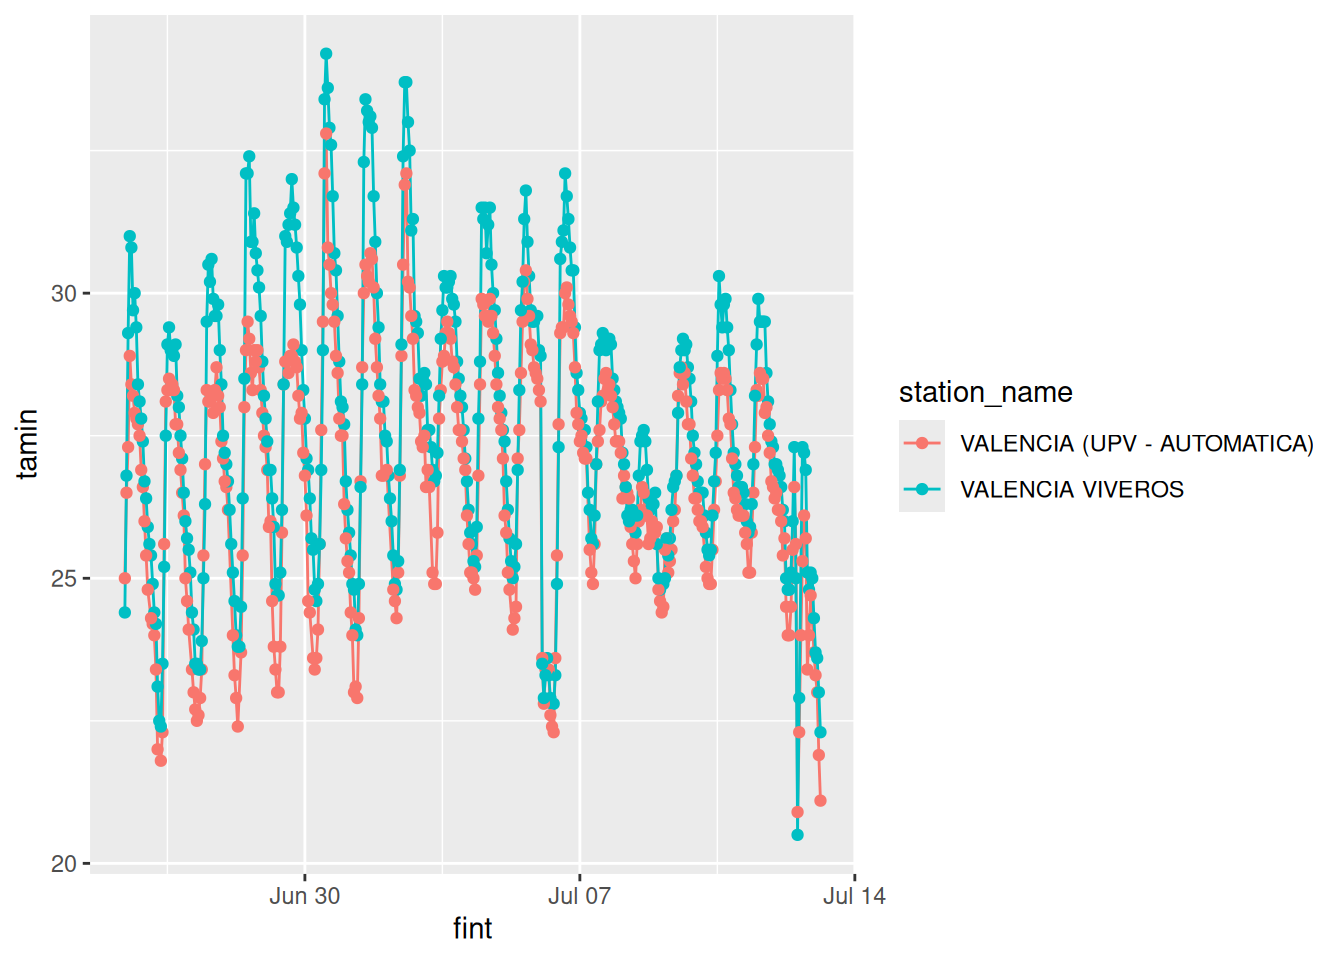 30
25
20
tamin
Jun 30
Jul 07
Jul 14
fint
station_name
VALENCIA (UPV - AUTOMATICA)
VALENCIA VIVEROS